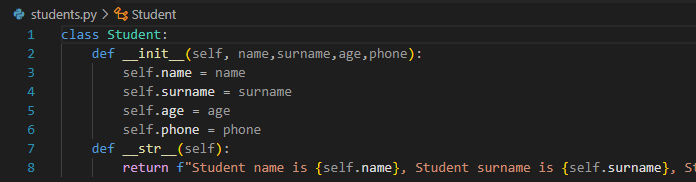 students.py > Student
1 class Student:
2     def __init__(self, name,surname,age,phone):
3         self.name = name
4         self.surname = surname
5         self.age = age
6         self.phone = phone
7     def __str__(self):
8         return f"Student name is {self.name}, Student surname is {self.surname}, St